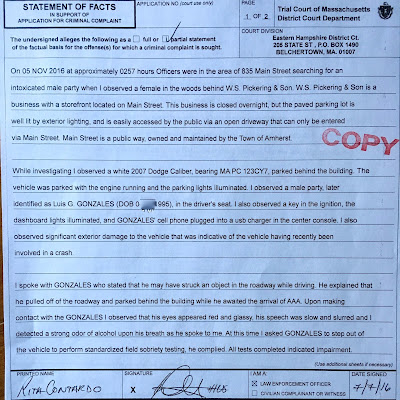 STATEMENT OF FACTS
IN SUPPORT OF
APPLICATION FOR CRIMINAL COMPLAINT
APPLICATION NO. (court use only)
PAGE
1 of 2
Trial Court of Massachusetts
District Court Department
The undersigned alleges the following as a full or partial statement
of the factual basis for the offense(s) for which a criminal complaint is sought.
COURT DIVISION
Eastern Hampshire District Ct
205 STATE ST , P.O. BOX 1490
BELCHERTOWN, MA. 01007
On 05 NOV 2016 at approximately 0257 hours Officers were in the area of 835 Main Street searching for an
intoxicated male party when I observed a female in the woods behind W.S. Pickering & Son. W.S. Pickering & Son is a
business with a storefront located on Main Street. This business is closed overnight, but the paved parking lot is
well lit by exterior lighting, and is easily accessed by the public via an open driveway that can only be entered
via Main Street. Main Street is a public way, owned and maintained by the Town of Amherst.
COPY
While investigating I observed a white 2007 Dodge Caliber, bearing MA PC 123CY7, parked behind the building. The
vehicle was parked with the engine running and the parking lights illuminated. I observed a male party, later
identified as Luis G. GONZALES (DOB 0 1995), in the driver's seat. I also observed a key in the ignition, the
dashboard lights illuminated, and GONZALES' cell phone plugged into a usb charger in the center console. I also
observed significant exterior damage to the vehicle that was indicative of the vehicle having recently been
involved in a crash.
I spoke with GONZALES who stated that he may have struck an object in the roadway while driving. He explained that
he pulled off of the roadway and parked behind the building while he awaited the arrival of AAA. Upon making
contact with the GONZALES I observed that his eyes appeared red and glassy, his speech was slow and slurred and I
detected a strong odor of alcohol upon his breath as he spoke to me. At this time I asked GONZALES to step out of
the vehicle to perform standardized field sobriety testing, he complied. All tests completed indicated impairment.
(Use additional sheets if necessary)
PRINTED NAME
RITA CONTARDO
SIGNATURE
X
I AM A
LAW ENFORCEMENT OFFICER
CIVILIAN COMPLAINANT OR WITNESS
DATE SIGNED